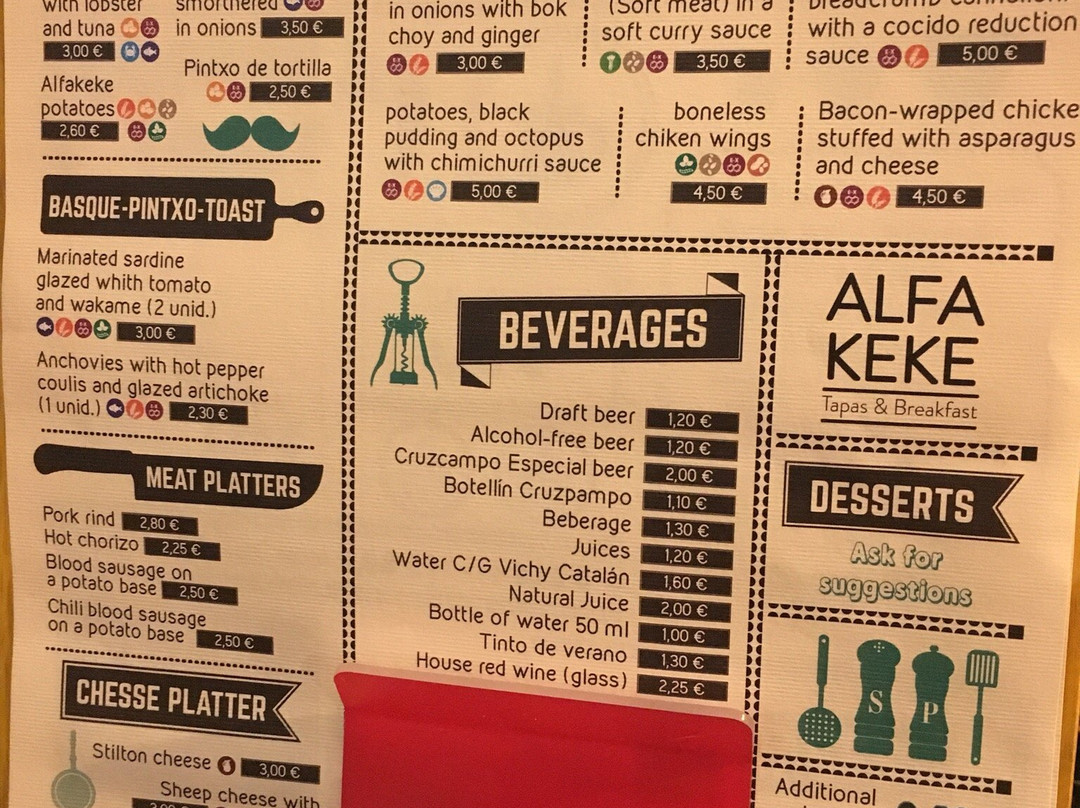 with lobster
and tuna
3,00 €
smorthered
in onions 3,50 €
Alfakeke
potatoes
2,60 €
Pintxo de tortilla
2,50 €
BASQUE-PINTXO-TOAST
Marinated sardine
glazed whith tomato
and wakame (2 unid.)
3,00 €
Anchovies with hot pepper
coulis and glazed artichoke
(1 unid.) 2,30 €
MEAT PLATTERS
Pork rind 2,80 €
Hot chorizo 2,25 €
Blood sausage on
a potato base 2,50 €
Chili blood sausage
on a potato base 2,50 €
CHESSE PLATTER
Stilton cheese 3,00 €
Sheep cheese with
in onions with bok
choy and ginger
3,00 €
(Soft meat) in a
soft curry sauce
3,50 €
with a cocido reduction
sauce 5,00 €
potatoes, black
pudding and octopus
with chimichurri sauce
5,00 €
boneless
chiken wings
4,50 €
Bacon-wrapped chicke
stuffed with asparagus
and cheese
4,50 €
BEVERAGES
Draft beer 1,20 €
Alcohol-free beer 1,20 €
Cruzcampo Especial beer 2,00 €
Botellín Cruzpampo 1,10 €
Beberage 1,30 €
Juices 1,20 €
Water C/G Vichy Catalán 1,60 €
Natural Juice 2,00 €
Bottle of water 50 ml 1,00 €
Tinto de verano 1,30 €
House red wine (glass) 2,25 €
ALFA
KEKE
Tapas & Breakfast
DESSERTS
Ask for
suggestions
S P
Additional